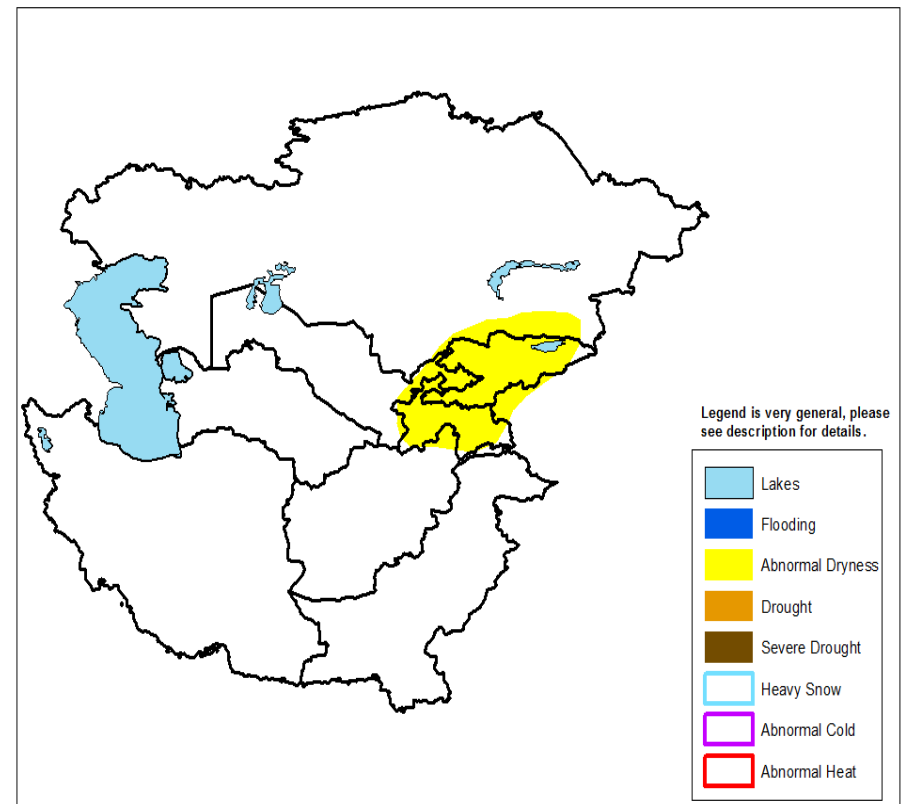 Legend is very general, please
see description for details.
Lakes
Flooding
Abnormal Dryness
Drought
Severe Drought
Heavy Snow
Abnormal Cold
Abnormal Heat